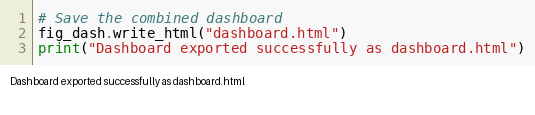 1 # Save the combined dashboard
2 fig_dash.write_html("dashboard.html")
3 print("Dashboard exported successfully as dashboard.html")
Dashboard exported successfully as dashboard.html